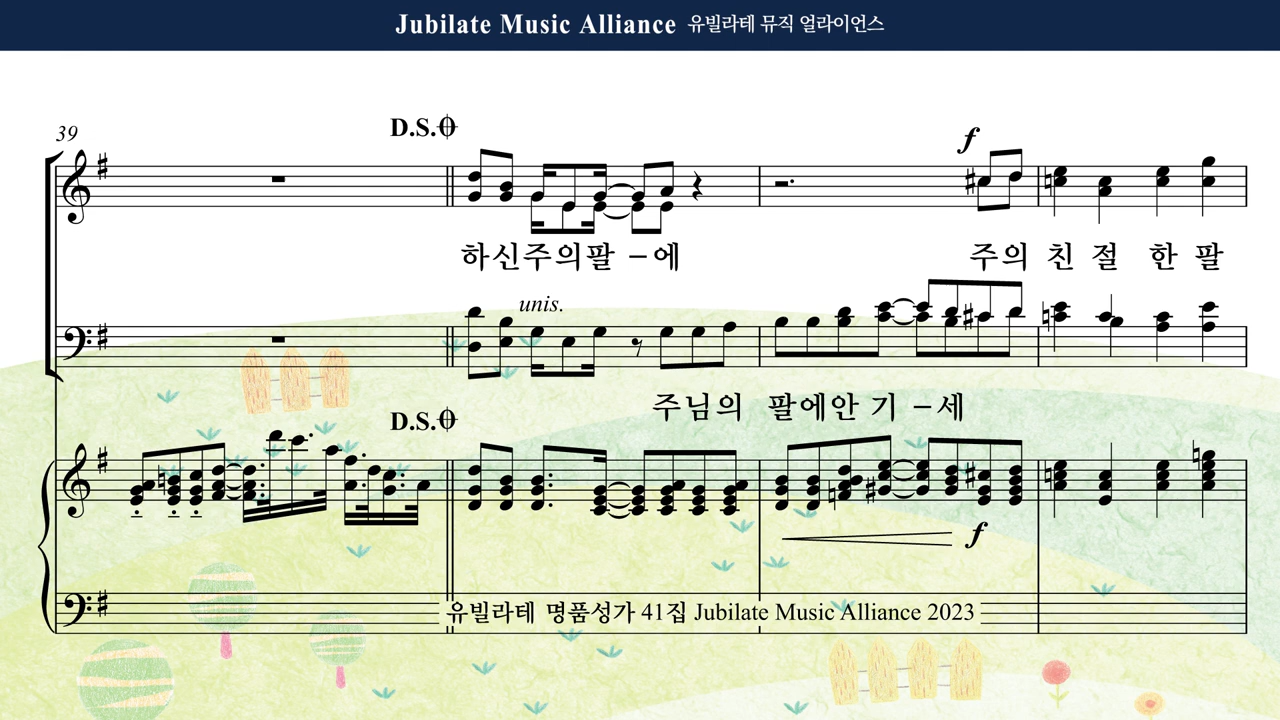 Jubilate Music Alliance 유빌라테 뮤직 얼라이언스
39
D.S.
f
하신주의팔 – 에 주의 친 절 한 팔
unis.
주님의 팔에안 기 – 세
D.S.
f
유빌라테 명품성가 41집 Jubilate Music Alliance 2023